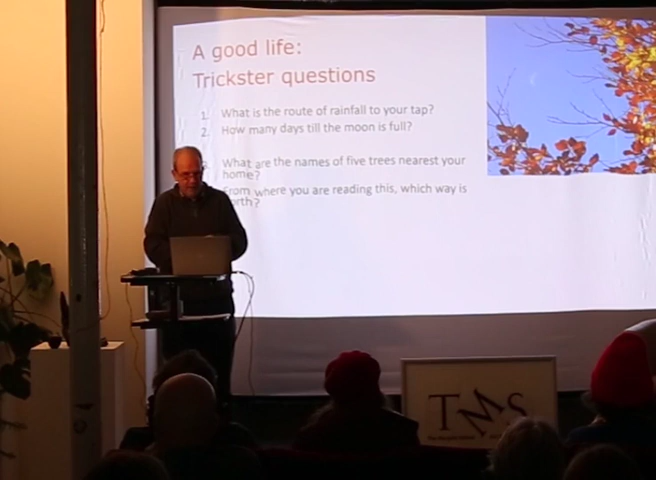 A good life:
Trickster questions
1. What is the route of rainfall to your tap?
2. How many days till the moon is full?
What are the names of five trees nearest your
home?
From where you are reading this, which way is
orth?
TMS